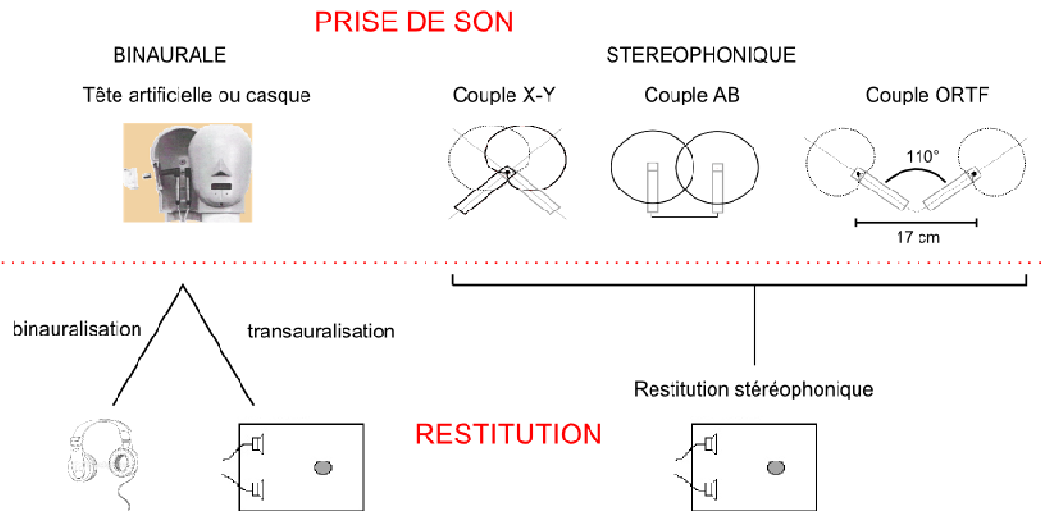 PRISE DE SON
BINAURALE
STEREOPHONIQUE
Tête artificielle ou casque
Couple X-Y
Couple AB
Couple ORTF
110°
17 cm
binauralisation
transauralisation
Restitution stéréophonique
RESTITUTION